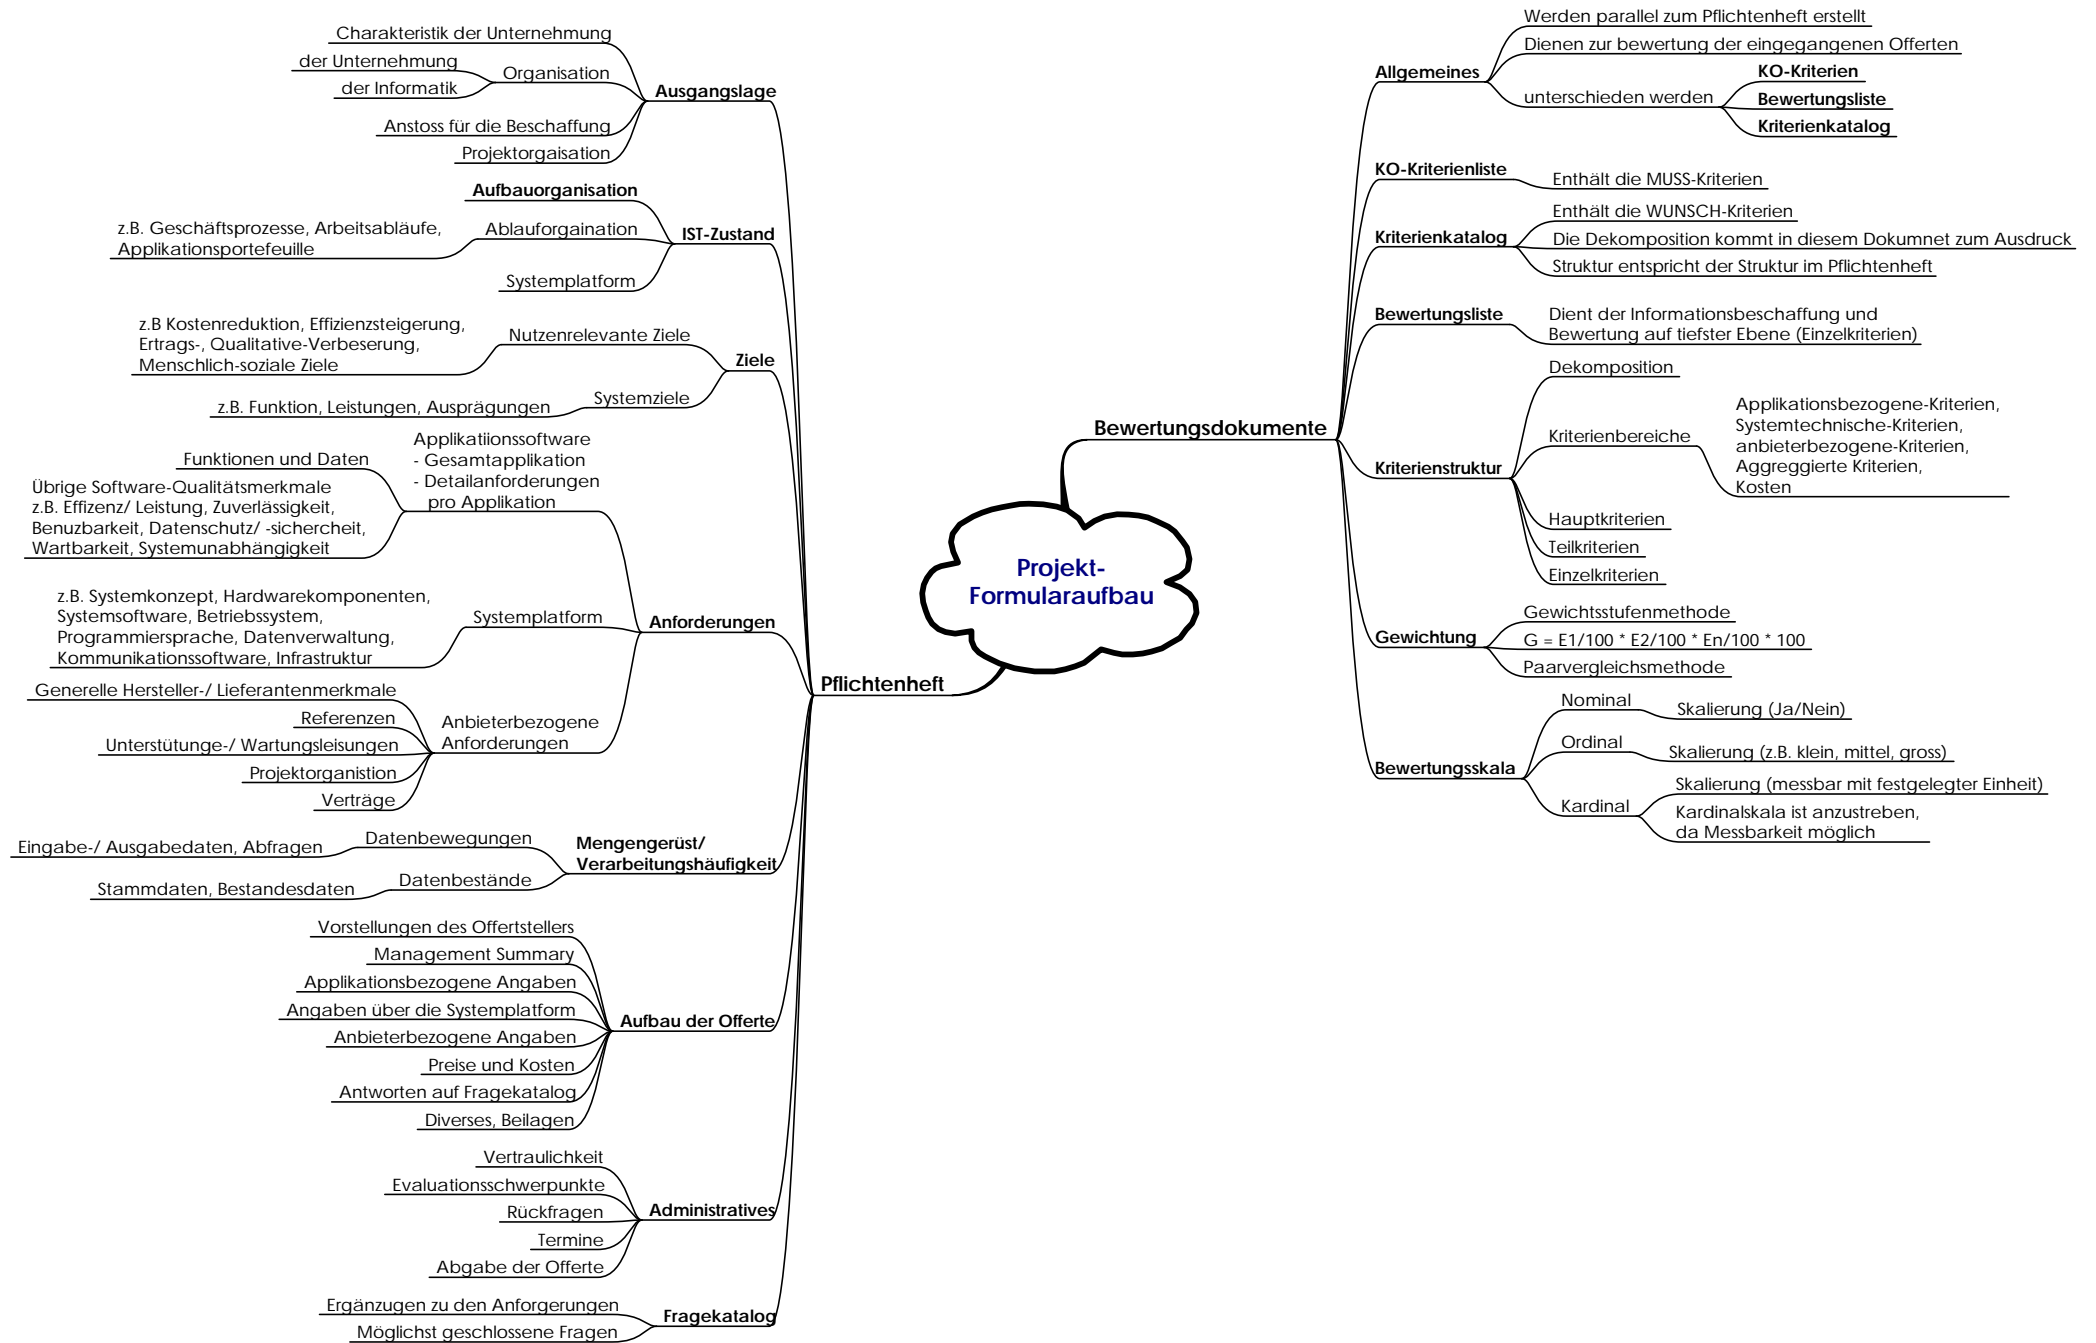 Projekt-
Formularaufbau
Pflichtenheft
Ausgangslage
Charakteristik der Unternehmung
Organisation
der Unternehmung
der Informatik
Anstoss für die Beschaffung
Projektorgaisation
IST-Zustand
Aufbauorganisation
Ablauforgaination
z.B. Geschäftsprozesse, Arbeitsabläufe,
Applikationsportefeuille
Systemplatform
Ziele
Nutzenrelevante Ziele
z.B Kostenreduktion, Effizienzsteigerung,
Ertrags-, Qualitative-Verbeserung,
Menschlich-soziale Ziele
Systemziele
z.B. Funktion, Leistungen, Ausprägungen
Anforderungen
Applikatiionssoftware
- Gesamtapplikation
- Detailanforderungen
pro Applikation
Funktionen und Daten
Übrige Software-Qualitätsmerkmale
z.B. Effizenz/ Leistung, Zuverlässigkeit,
Benuzbarkeit, Datenschutz/ -sichercheit,
Wartbarkeit, Systemunabhängigkeit
Systemplatform
z.B. Systemkonzept, Hardwarekomponenten,
Systemsoftware, Betriebssystem,
Programmiersprache, Datenverwaltung,
Kommunikationssoftware, Infrastruktur
Anbieterbezogene
Anforderungen
Generelle Hersteller-/ Lieferantenmerkmale
Referenzen
Unterstütunge-/ Wartungsleisungen
Projektorganistion
Verträge
Mengengerüst/
Verarbeitungshäufigkeit
Datenbewegungen
Eingabe-/ Ausgabedaten, Abfragen
Datenbestände
Stammdaten, Bestandesdaten
Aufbau der Offerte
Vorstellungen des Offertstellers
Management Summary
Applikationsbezogene Angaben
Angaben über die Systemplatform
Anbieterbezogene Angaben
Preise und Kosten
Antworten auf Fragekatalog
Diverses, Beilagen
Administratives
Vertraulichkeit
Evaluationsschwerpunkte
Rückfragen
Termine
Abgabe der Offerte
Fragekatalog
Ergänzugen zu den Anforgerungen
Möglichst geschlossene Fragen
Bewertungsdokumente
Allgemeines
Werden parallel zum Pflichtenheft erstellt
Dienen zur bewertung der eingegangenen Offerten
unterschieden werden
KO-Kriterien
Bewertungsliste
Kriterienkatalog
KO-Kriterienliste
Enthält die MUSS-Kriterien
Kriterienkatalog
Enthält die WUNSCH-Kriterien
Die Dekomposition kommt in diesem Dokumnet zum Ausdruck
Struktur entspricht der Struktur im Pflichtenheft
Bewertungsliste
Dient der Informationsbeschaffung und
Bewertung auf tiefster Ebene (Einzelkriterien)
Kriterienstruktur
Dekomposition
Kriterienbereiche
Applikationsbezogene-Kriterien,
Systemtechnische-Kriterien,
anbieterbezogene-Kriterien,
Aggreggierte Kriterien,
Kosten
Hauptkriterien
Teilkriterien
Einzelkriterien
Gewichtung
Gewichtsstufenmethode
G = E1/100 * E2/100 * En/100 * 100
Paarvergleichsmethode
Bewertungsskala
Nominal
Skalierung (Ja/Nein)
Ordinal
Skalierung (z.B. klein, mittel, gross)
Kardinal
Skalierung (messbar mit festgelegter Einheit)
Kardinalskala ist anzustreben,
da Messbarkeit möglich